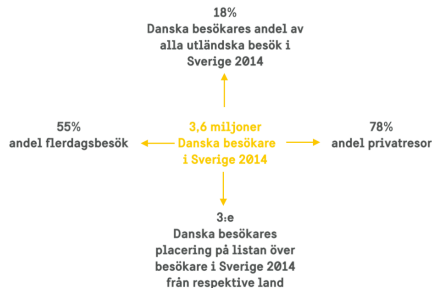 18%
Danska besökares andel av
alla utländska besök i
Sverige 2014
55%
andel flerdagsbesök
3,6 miljoner
Danska besökare
i Sverige 2014
78%
andel privatresor
3:e
Danska besökares
placering på listan över
besökare i Sverige 2014
från respektive land